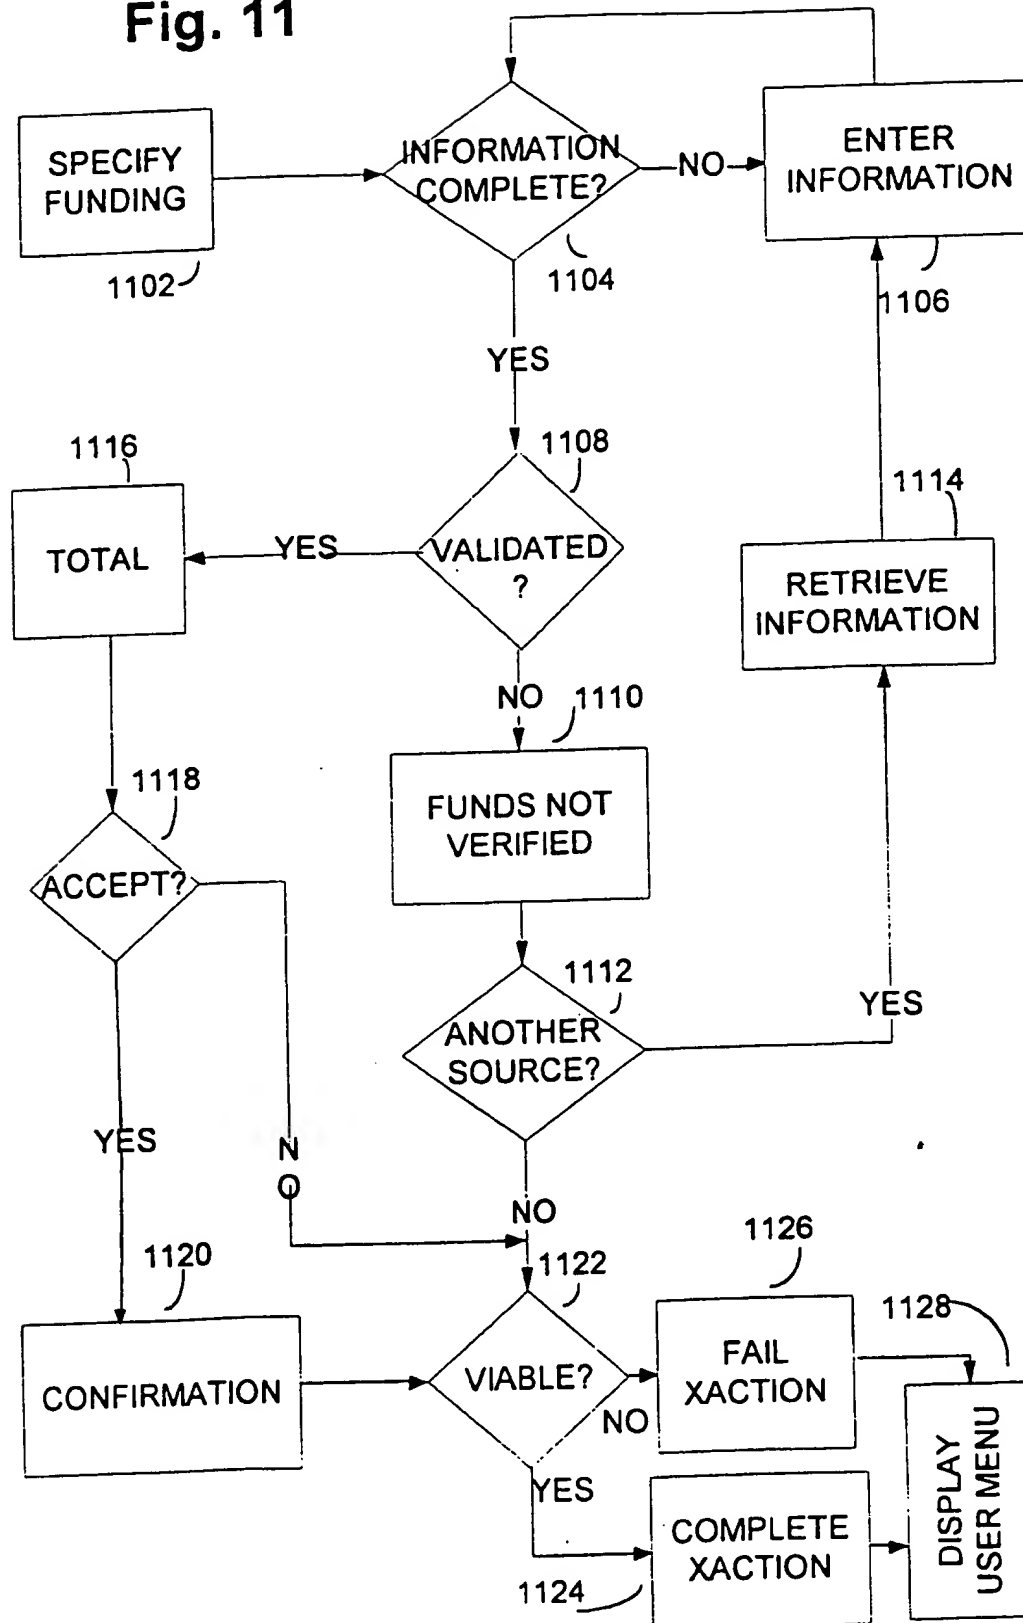 Fig. 11
SPECIFY
FUNDING
1102
INFORMATION
COMPLETE?
1104
NO
ENTER
INFORMATION
1106
YES
1116
TOTAL
YES
1108
VALIDATED
?
1114
RETRIEVE
INFORMATION
NO
1110
FUNDS NOT
VERIFIED
1118
ACCEPT?
1112
ANOTHER
SOURCE?
YES
YES
N
O
NO
1120
CONFIRMATION
1122
VIABLE?
NO
YES
1126
FAIL
XACTION
1128
DISPLAY
USER MENU
COMPLETE
XACTION
1124